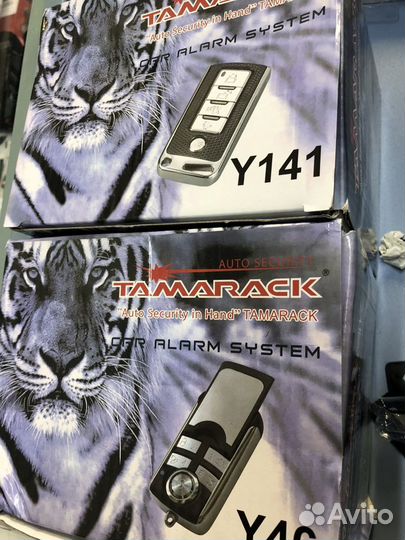 TAMARACK
"Auto Security in Hand" TAMARACK
CAR ALARM SYSTEM
Y141
AUTO SECURITY
TAMARACK®
"Auto Security in Hand" TAMARACK
CAR ALARM SYSTEM
Avito